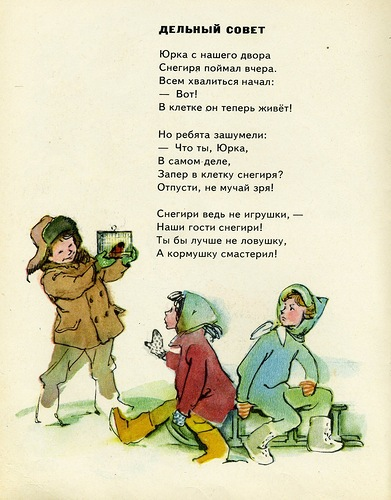 ДЕЛЬНЫЙ СОВЕТ
Юрка с нашего двора
Снегиря поймал вчера.
Всем хвалиться начал:
— Вот!
В клетке он теперь живёт!
Но ребята зашумели:
— Что ты, Юрка,
В самом деле,
Запер в клетку снегиря?
Отпусти, не мучай зря!
Снегири ведь не игрушки, —
Наши гости снегири!
Ты бы лучше не ловушку,
А кормушку смастерил!